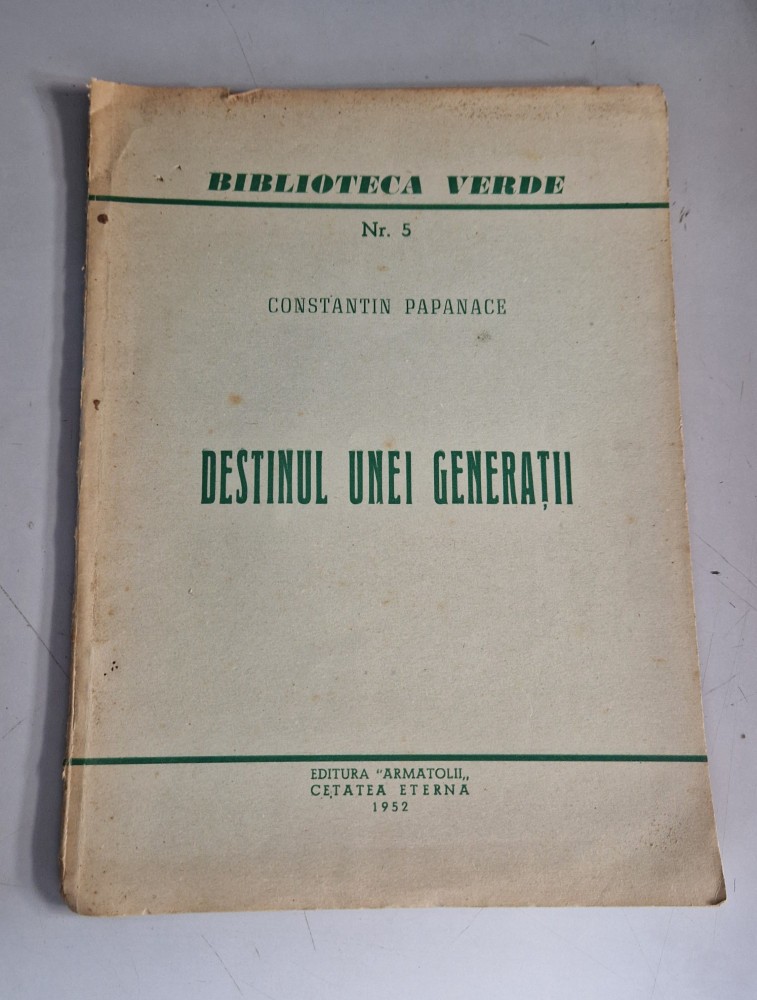 BIBLIOTECA VERDE
Nr. 5
CONSTANTIN PAPANACE
DESTINUL UNEI GENERAȚII
EDITURA "ARMATOLII„
CETATEA ETERNA
1952